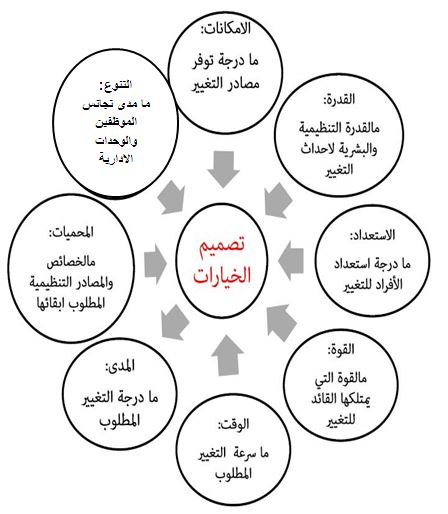 الامكانات:
ما درجة توفر
مصادر التغيير
القدرة:
مالقدرة التنظيمية
والبشرية لاحداث
التغيير
الاستعداد:
ما درجة استعداد
الأفراد للتغيير
القوة:
مالقوة التي
يمتلكها القائد
للتغيير
الوقت:
ما سرعة التغيير
المطلوب
المدى:
ما درجة التغيير
المطلوب
المحميات:
مالخصائص
والمصادر التنظيمية
المطلوب ابقائها
التنوع:
ما مدى تجانس
الموظفين
والوحدات
الادارية
تصميم
الخيارات